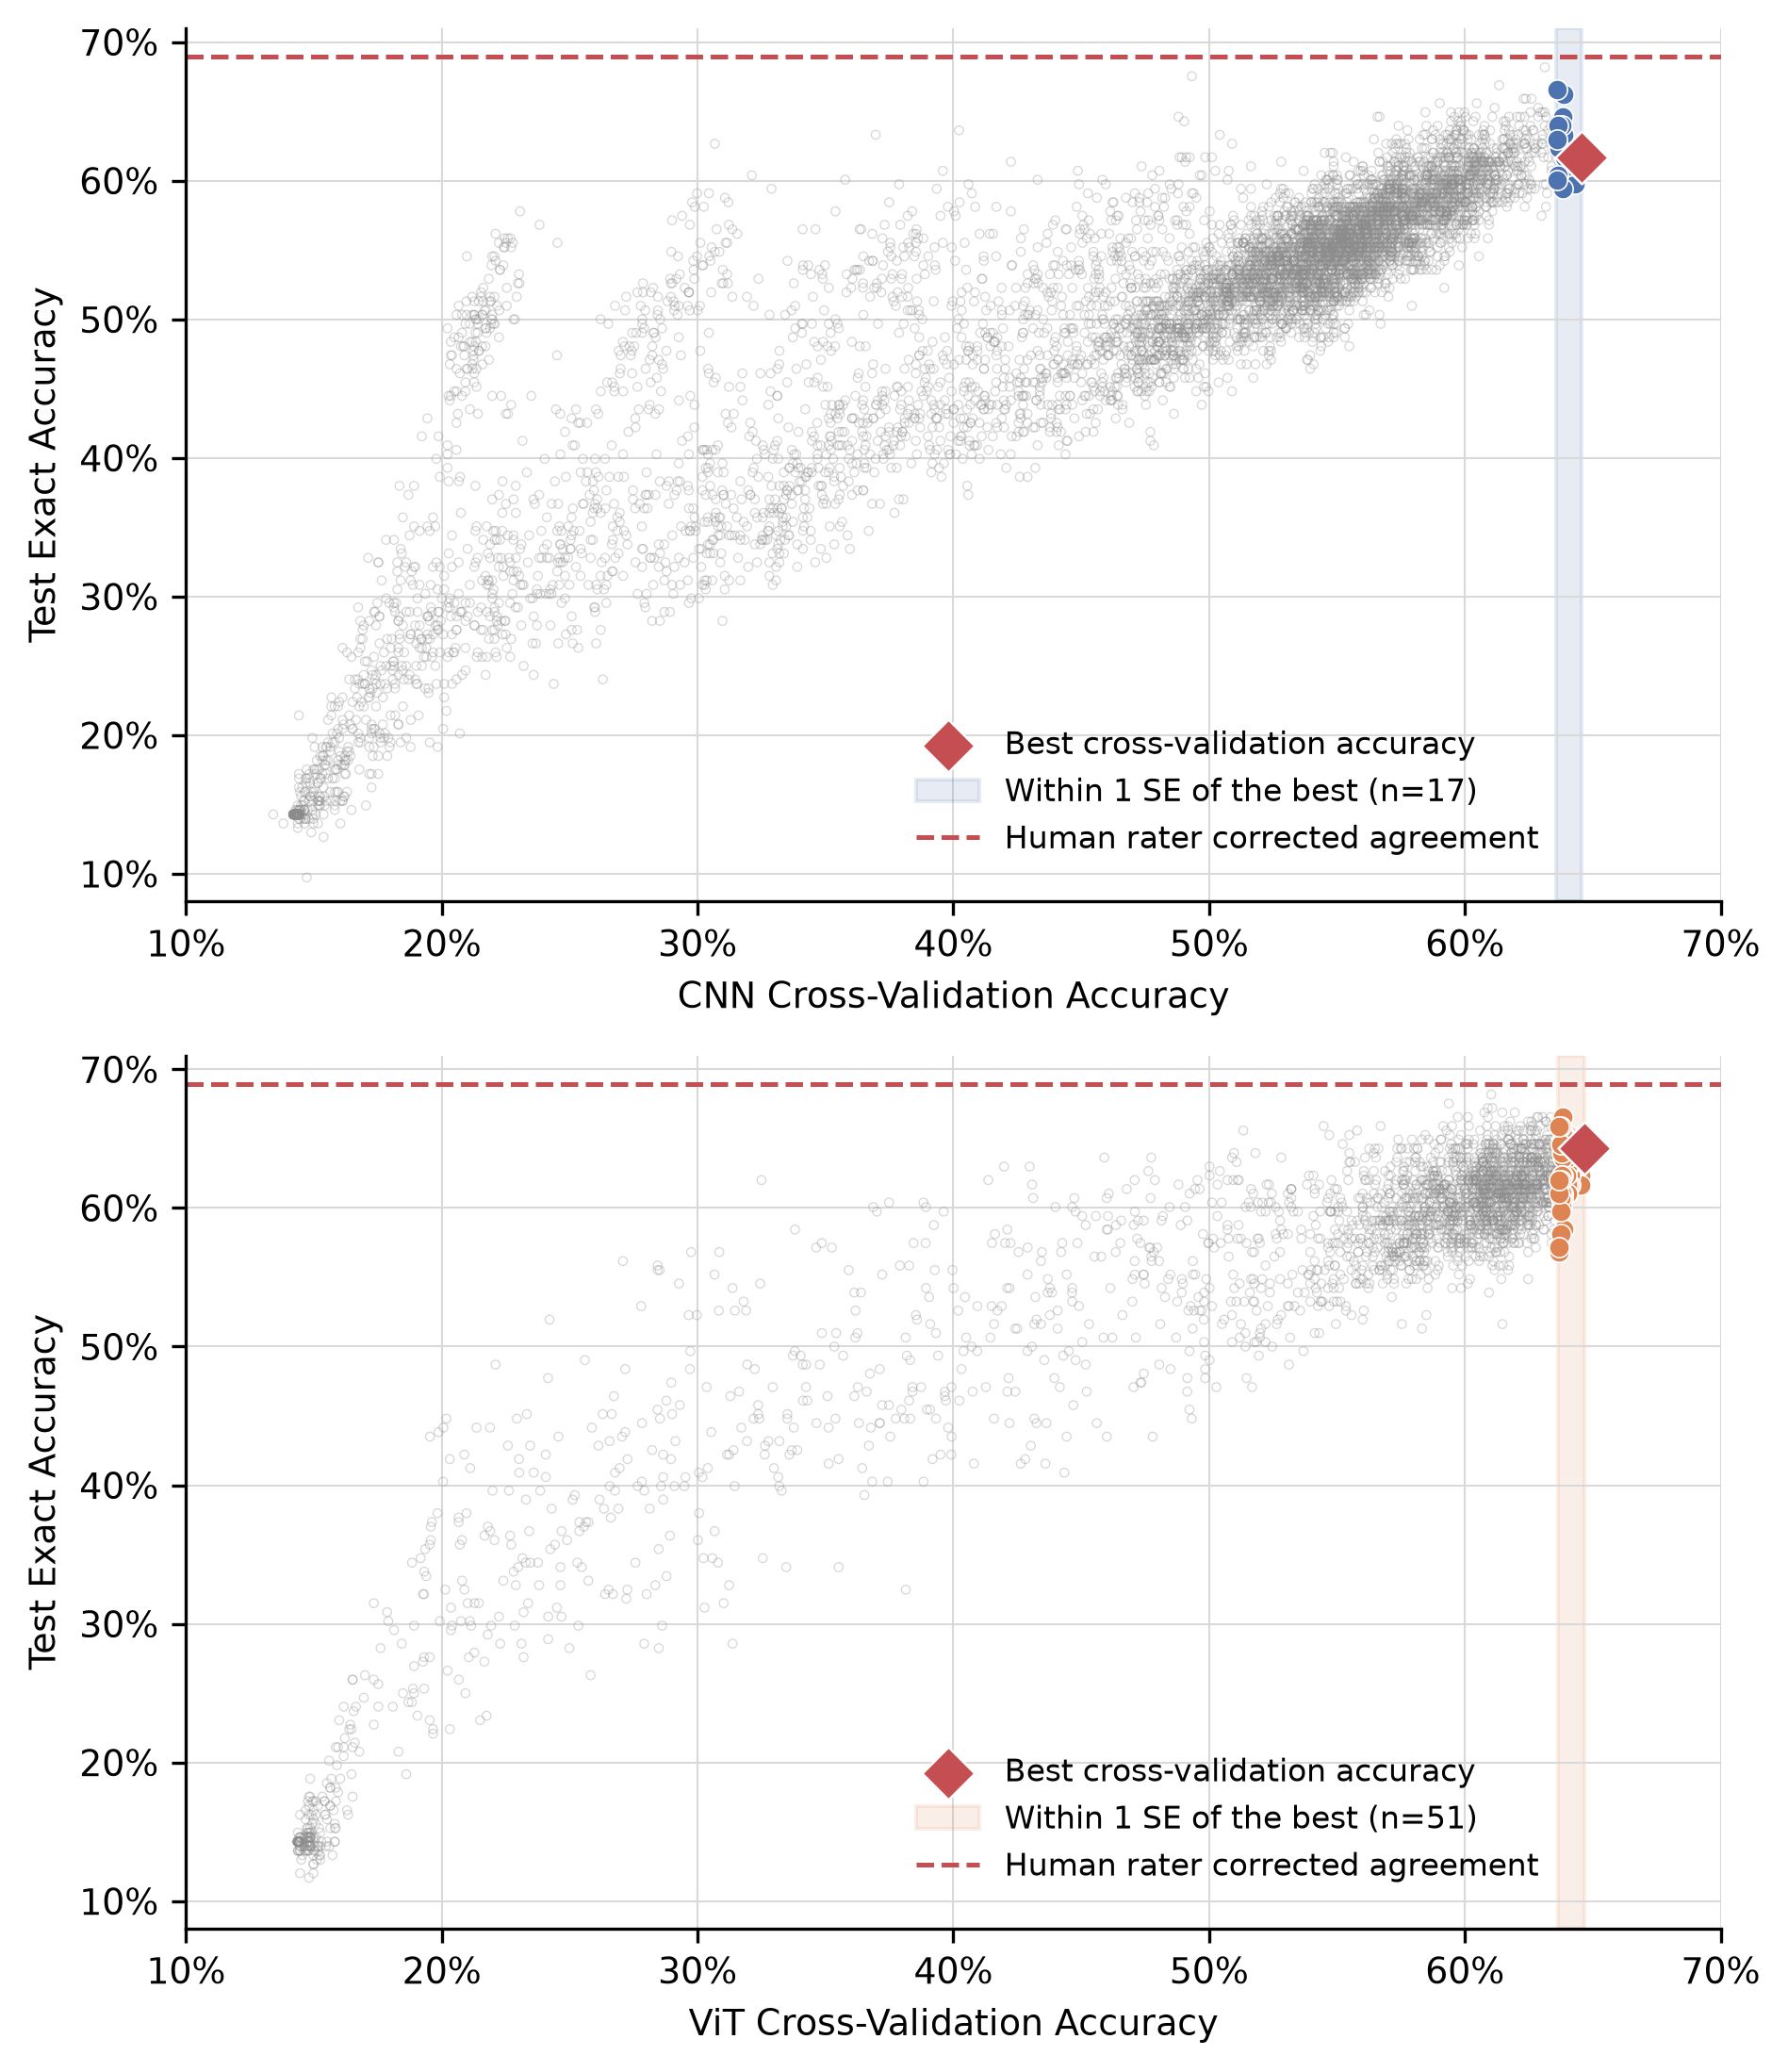 70%
60%
50%
40%
30%
20%
10%
Test Exact Accuracy
Best cross-validation accuracy
Within 1 SE of the best (n=17)
Human rater corrected agreement
10% 20% 30% 40% 50% 60% 70%
CNN Cross-Validation Accuracy
70%
60%
50%
40%
30%
20%
10%
Test Exact Accuracy
Best cross-validation accuracy
Within 1 SE of the best (n=51)
Human rater corrected agreement
10% 20% 30% 40% 50% 60% 70%
ViT Cross-Validation Accuracy